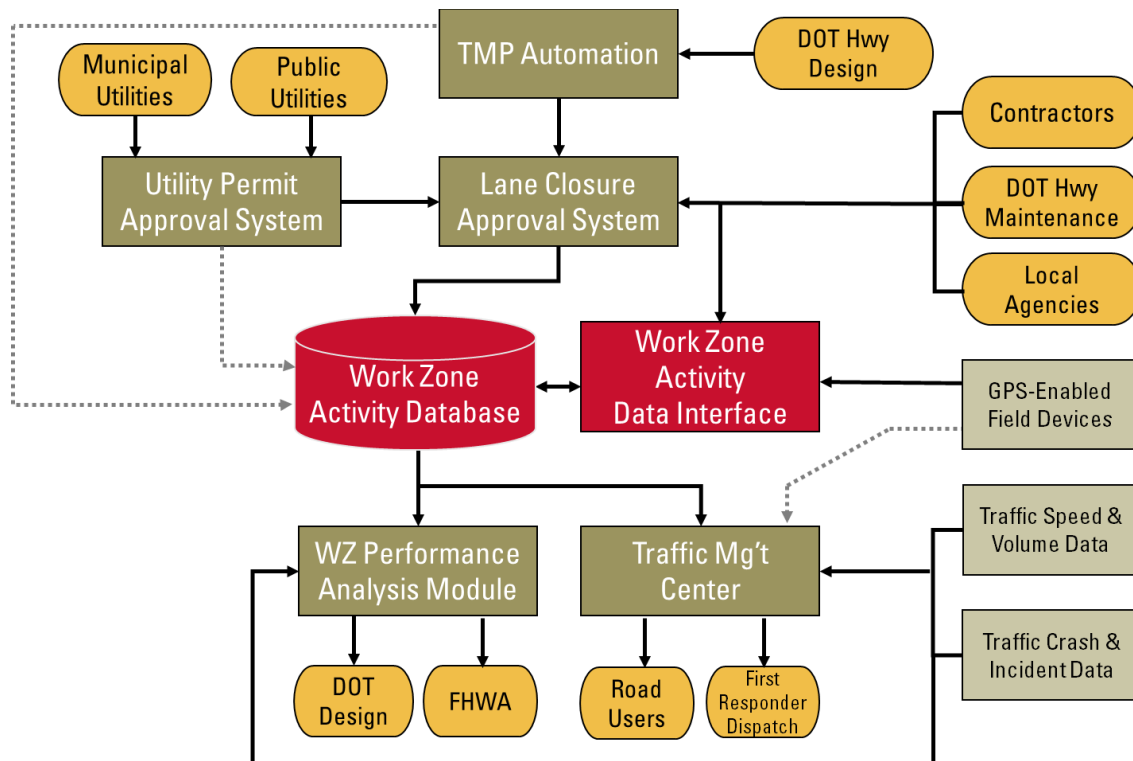 TMP Automation
DOT Hwy
Design
Municipal
Utilities
Public
Utilities
Contractors
Utility Permit
Approval System
Lane Closure
Approval System
DOT Hwy
Maintenance
Local
Agencies
Work Zone
Activity Database
Work Zone
Activity
Data Interface
GPS-Enabled
Field Devices
Traffic Speed &
Volume Data
WZ Performance
Analysis Module
Traffic Mg't
Center
Traffic Crash &
Incident Data
DOT
Design
FHWA
Road
Users
First
Responder
Dispatch